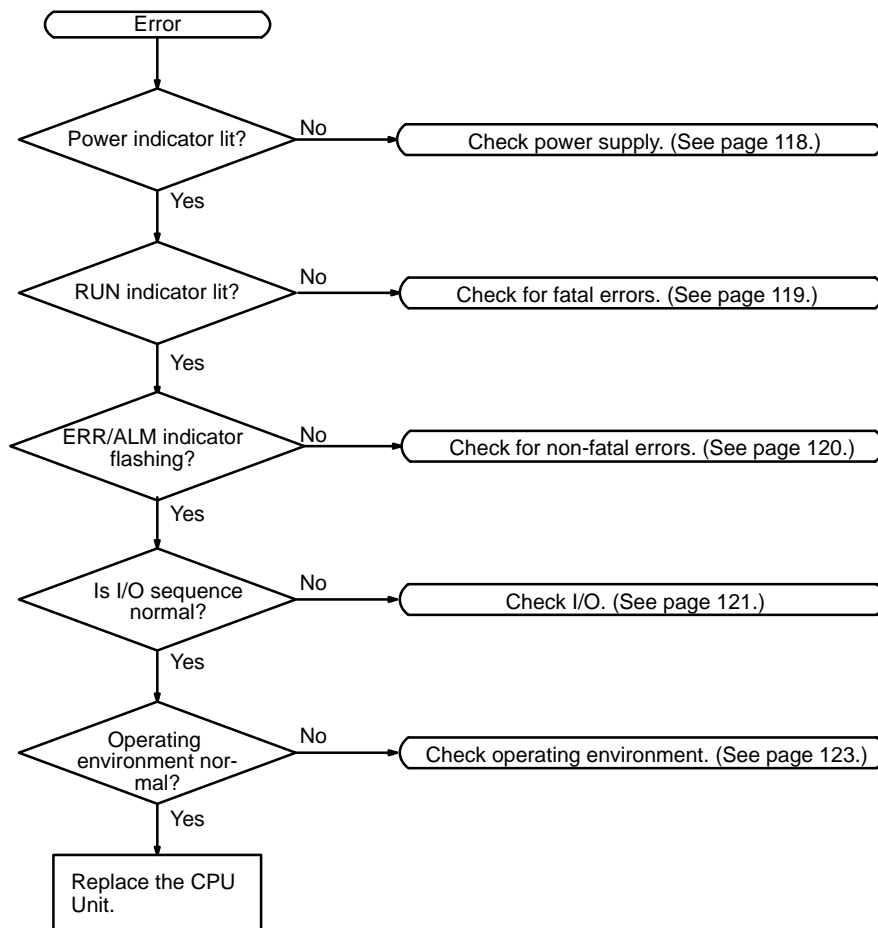 Error
Power indicator lit?
No
Check power supply. (See page 118.)
Yes
RUN indicator lit?
No
Check for fatal errors. (See page 119.)
Yes
ERR/ALM indicator
flashing?
No
Check for non-fatal errors. (See page 120.)
Yes
Is I/O sequence
normal?
No
Check I/O. (See page 121.)
Yes
Operating
environment nor-
mal?
No
Check operating environment. (See page 123.)
Yes
Replace the CPU
Unit.